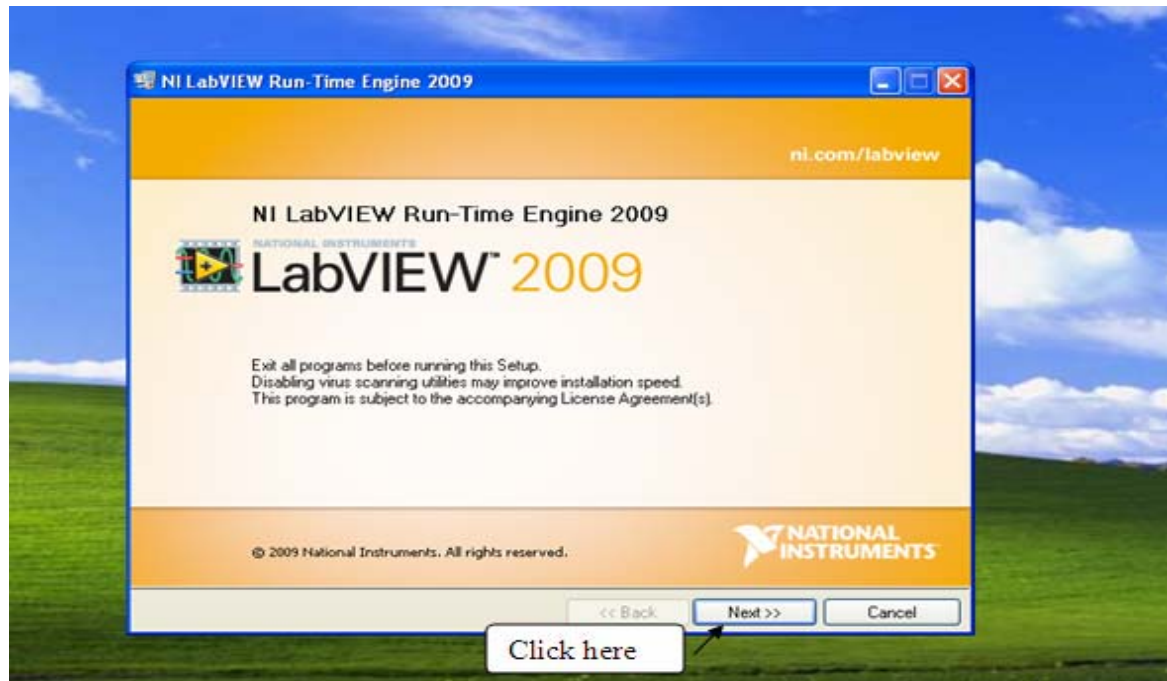 NI LabVIEW Run-Time Engine 2009
ni.com/labview
NI LabVIEW Run-Time Engine 2009
NATIONAL INSTRUMENTS
LabVIEW™ 2009
Exit all programs before running this Setup.
Disabling virus scanning utilities may improve installation speed.
This program is subject to the accompanying License Agreement(s).
© 2009 National Instruments. All rights reserved.
NATIONAL
INSTRUMENTS
<< Back Next >> Cancel
Click here